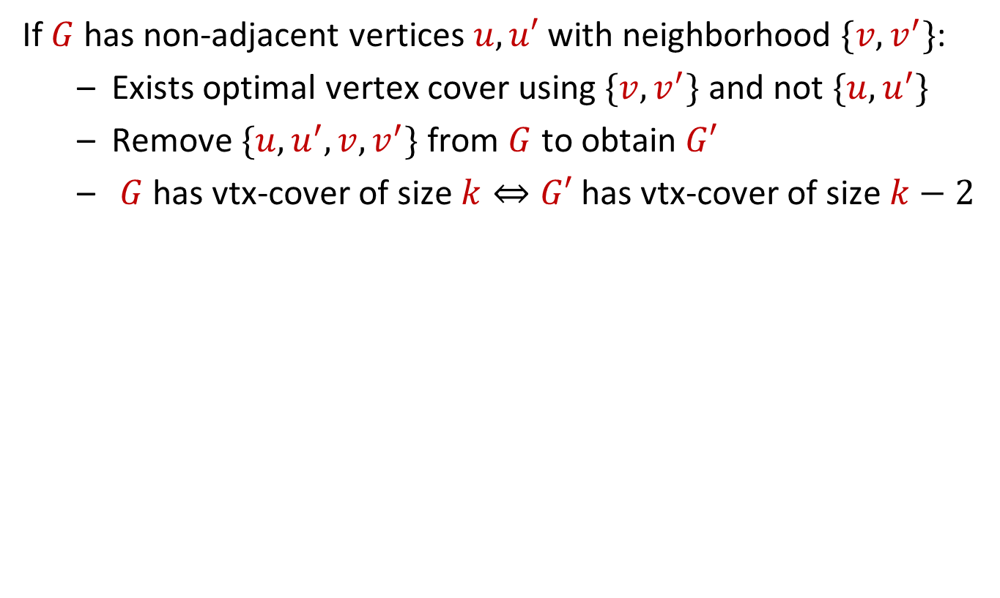 If G has non-adjacent vertices u, u′ with neighborhood {v, v′}:
– Exists optimal vertex cover using {v, v′} and not {u, u′}
– Remove {u, u′, v, v′} from G to obtain G′
– G has vtx-cover of size k ⇔ G′ has vtx-cover of size k − 2